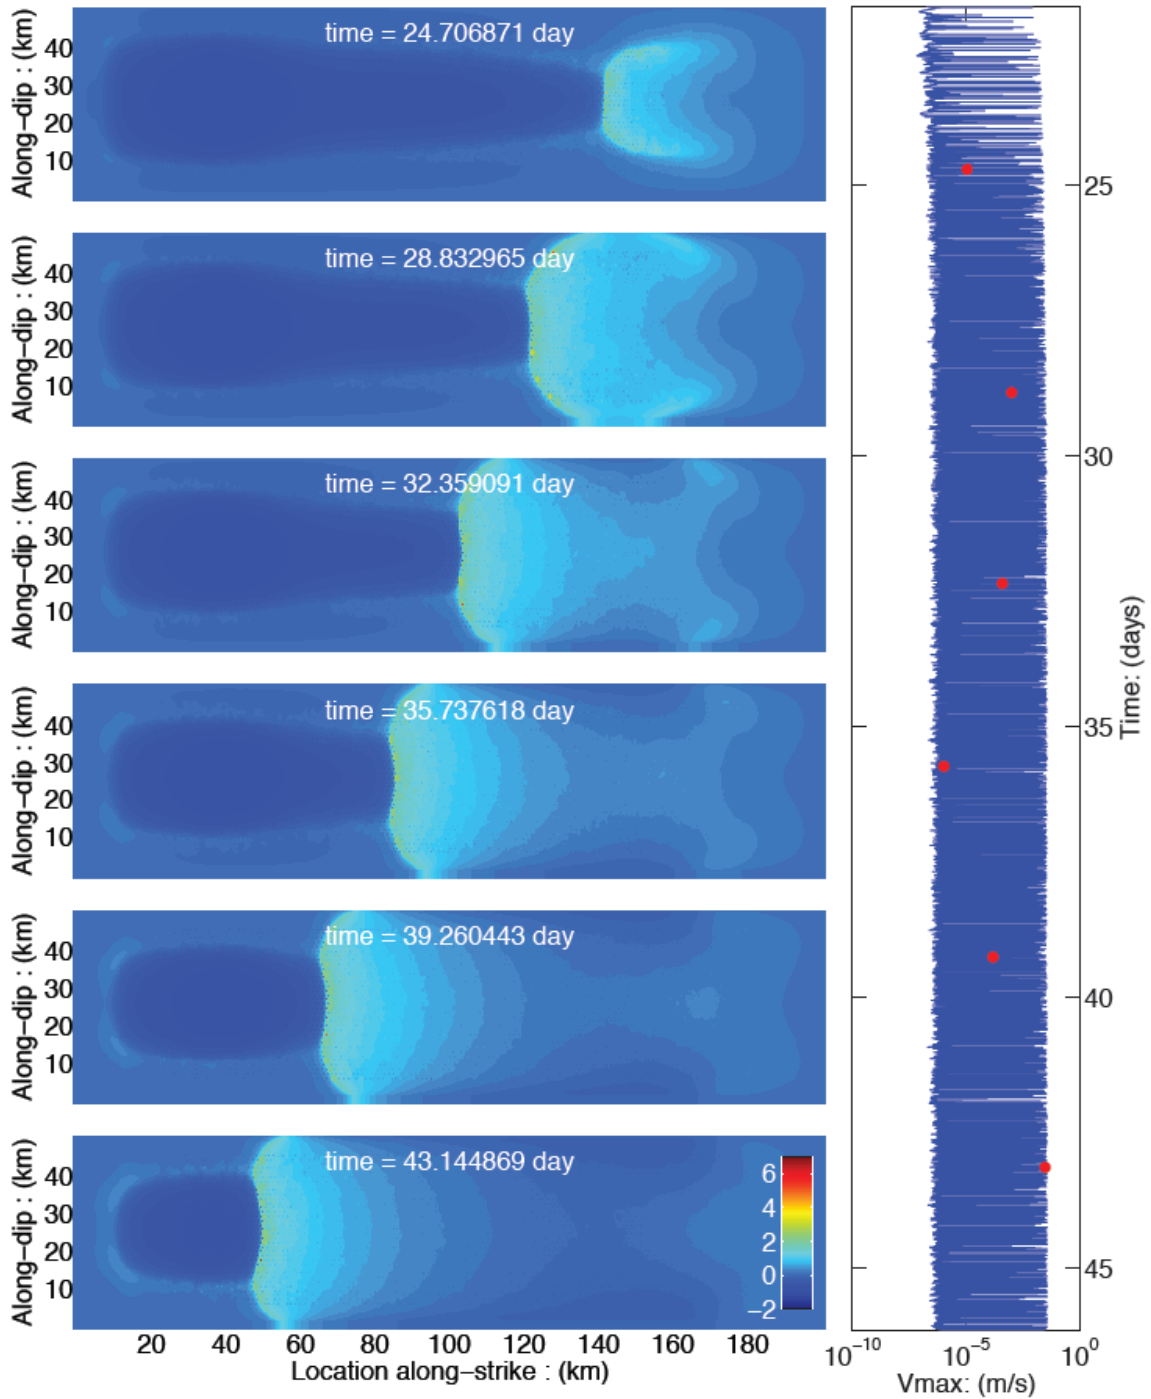 Along-dip : (km)
40
30
20
10
time = 24.706871 day
Along-dip : (km)
40
30
20
10
time = 28.832965 day
Along-dip : (km)
40
30
20
10
time = 32.359091 day
Along-dip : (km)
40
30
20
10
time = 35.737618 day
Along-dip : (km)
40
30
20
10
time = 39.260443 day
Along-dip : (km)
40
30
20
10
time = 43.144869 day
6
4
2
0
−2
20 40 60 80 100 120 140 160 180
Location along-strike : (km)
25
30
35
40
45
Time: (days)
10⁻¹⁰ 10⁻⁵ 10⁰
Vmax: (m/s)